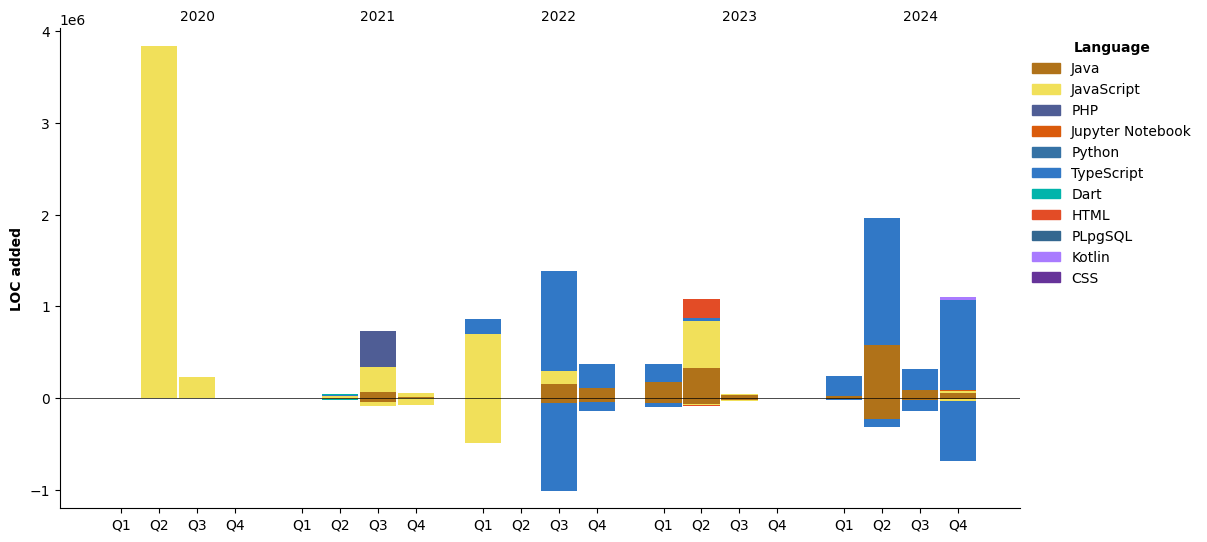 2020 2021 2022 2023 2024
1e6
4
3
2
1
0
−1
LOC added
Q1 Q2 Q3 Q4 Q1 Q2 Q3 Q4 Q1 Q2 Q3 Q4 Q1 Q2 Q3 Q4 Q1 Q2 Q3 Q4
Language
Java
JavaScript
PHP
Jupyter Notebook
Python
TypeScript
Dart
HTML
PLpgSQL
Kotlin
CSS